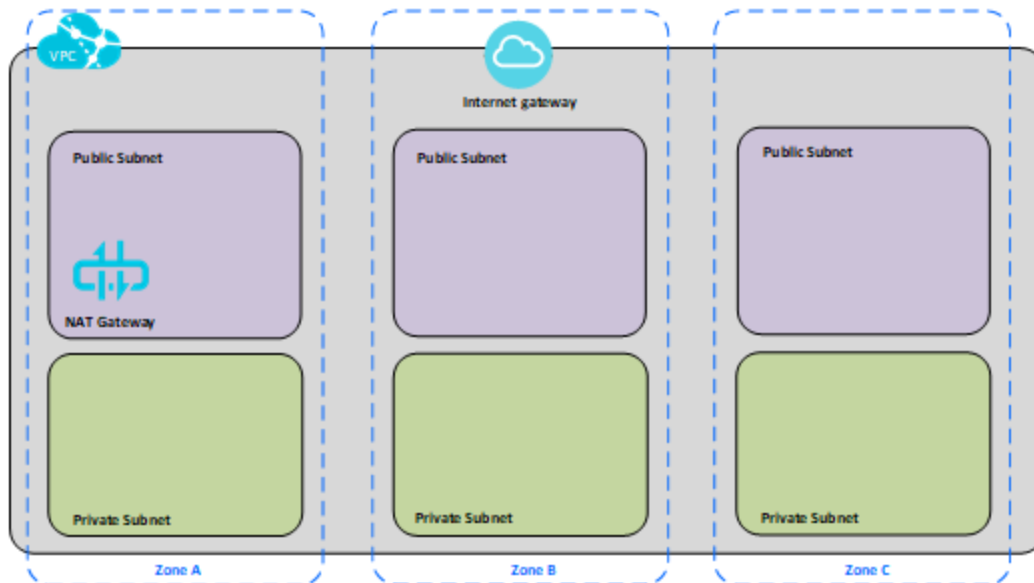 VPC
Internet gateway
Public Subnet
Public Subnet
Public Subnet
NAT Gateway
Private Subnet
Private Subnet
Private Subnet
Zone A
Zone B
Zone C